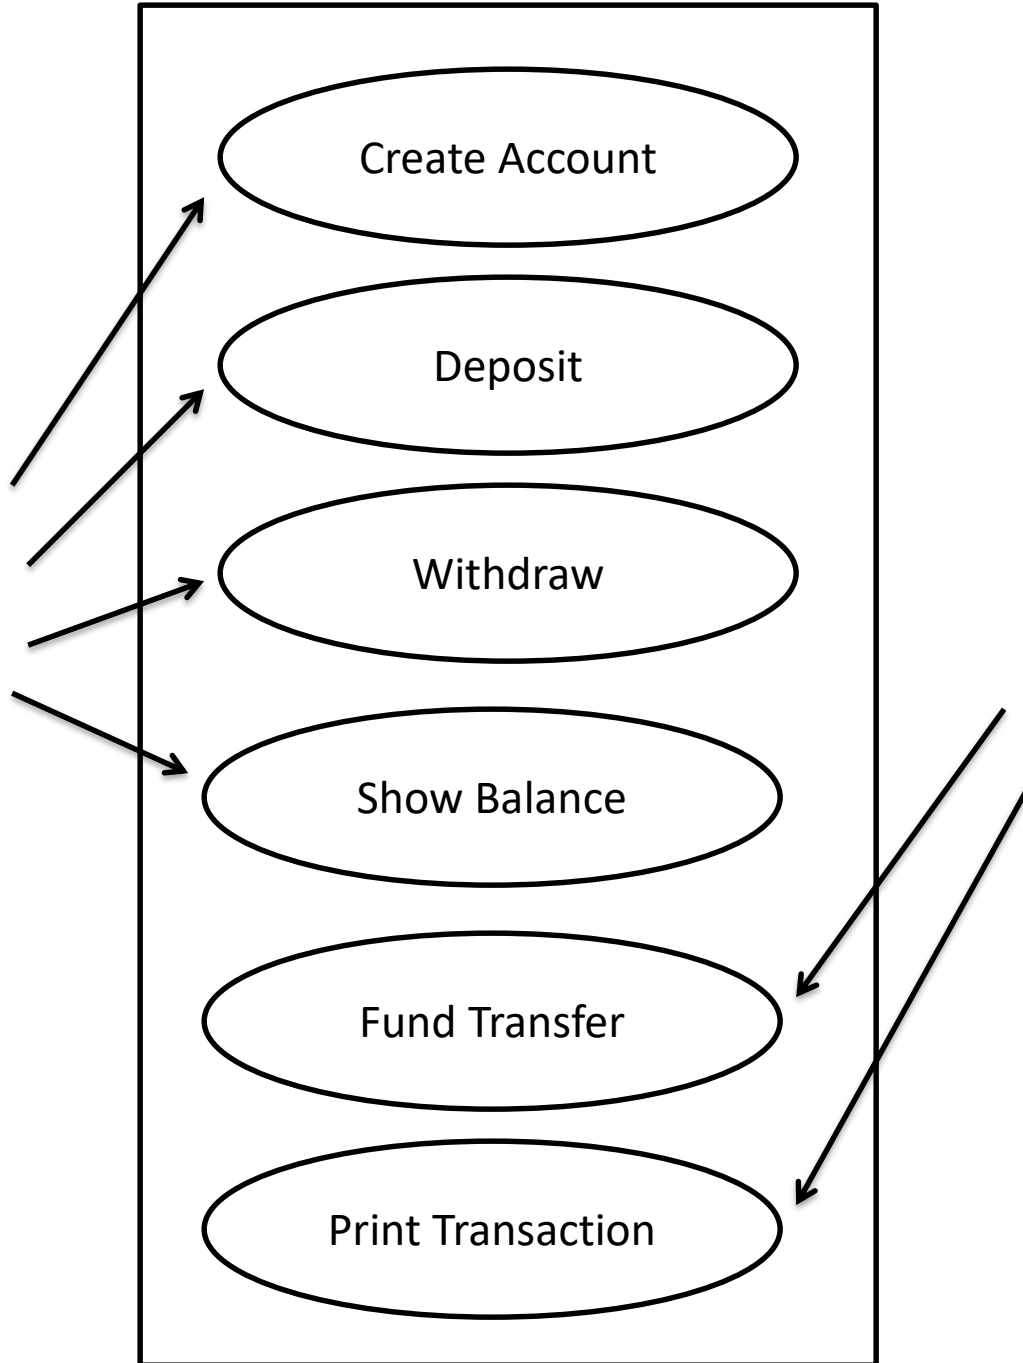 Create Account
Deposit
Withdraw
Show Balance
Fund Transfer
Print Transaction